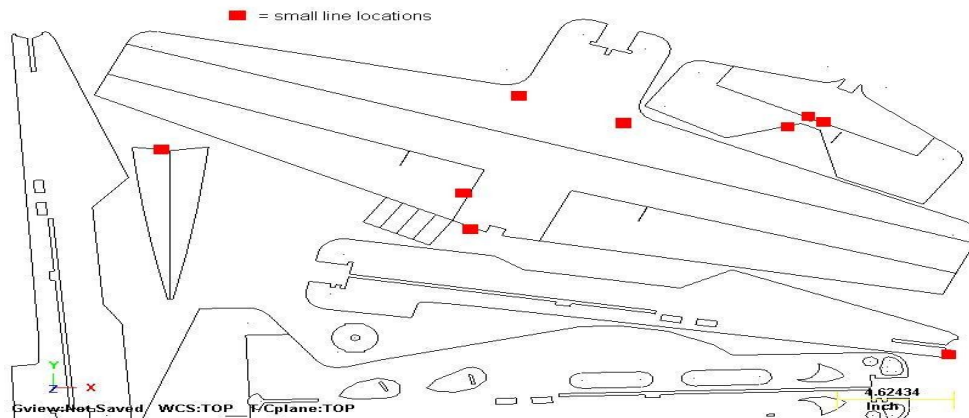 = small line locations
Y
Z X
4.62434
Inch
Gview:Not Saved WCS:TOP T/Cplane:TOP